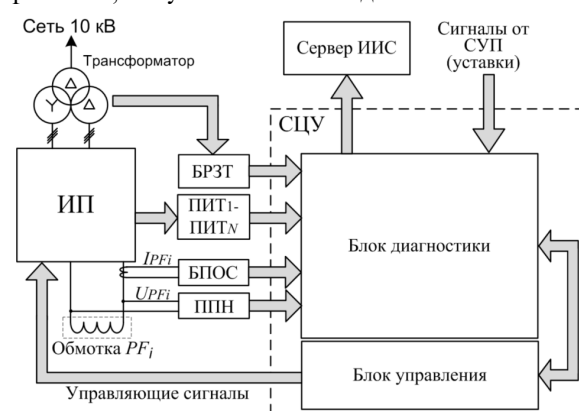 Сеть 10 кВ
Трансформатор
Y
Δ
Δ
Сервер ИИС
Сигналы от
СУП
(уставки)
СЦУ
БРЗТ
ИП
ПИТ1-
ПИТN
Блок диагностики
IPFi
БПОС
UPFi
ППН
Обмотка PFi
Блок управления
Управляющие сигналы